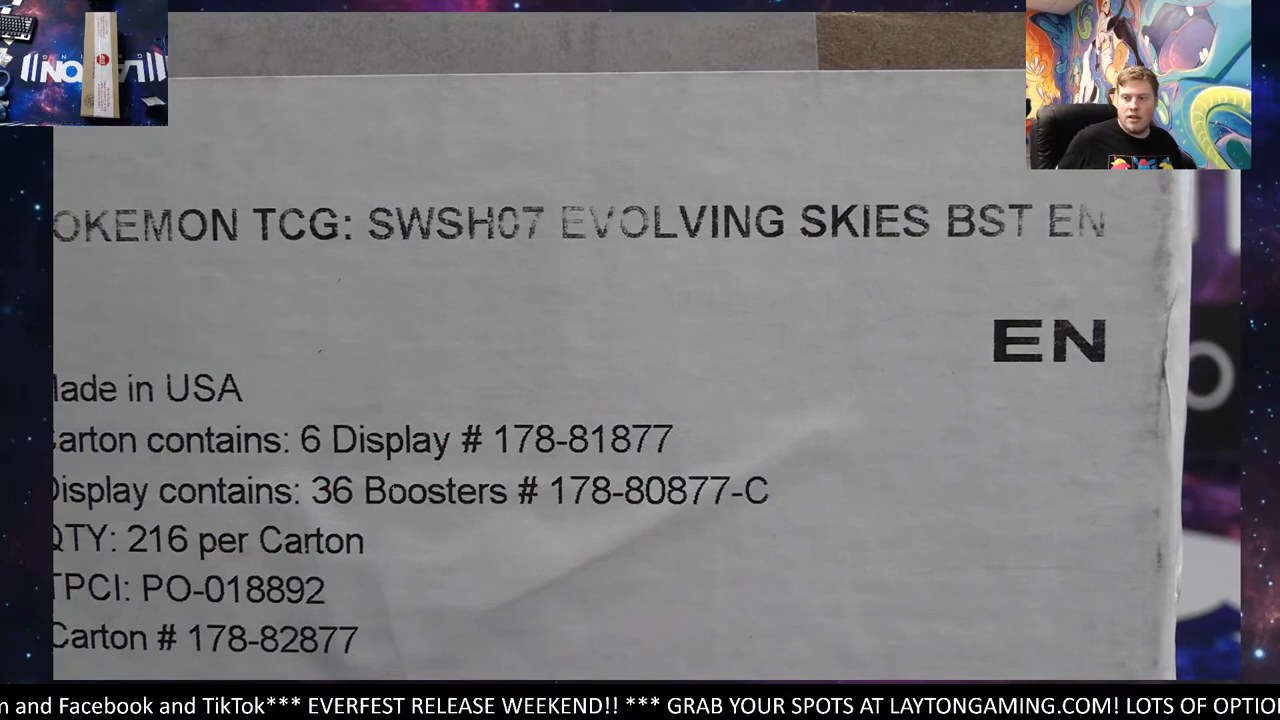 OKEMON TCG: SWSH07 EVOLVING SKIES BST EN
EN
Made in USA
Carton contains: 6 Display # 178-81877
Display contains: 36 Boosters # 178-80877-C
QTY: 216 per Carton
TPCI: PO-018892
Carton # 178-82877
m and Facebook and TikTok*** EVERFEST RELEASE WEEKEND!! *** GRAB YOUR SPOTS AT LAYTONGAMING.COM! LOTS OF OPTIO